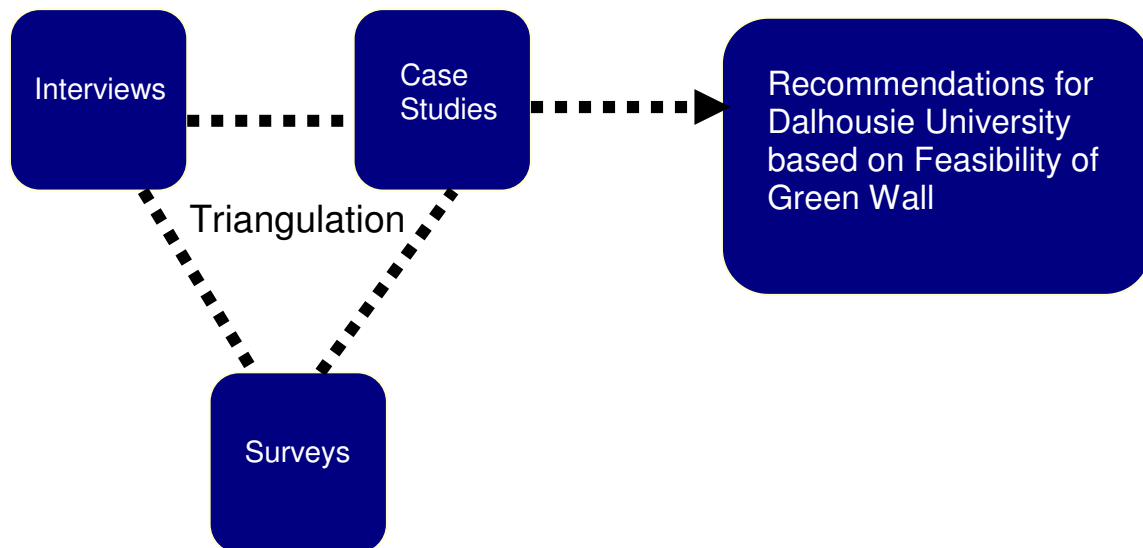 Interviews
Case
Studies
Recommendations for
Dalhousie University
based on Feasibility of
Green Wall
Triangulation
Surveys